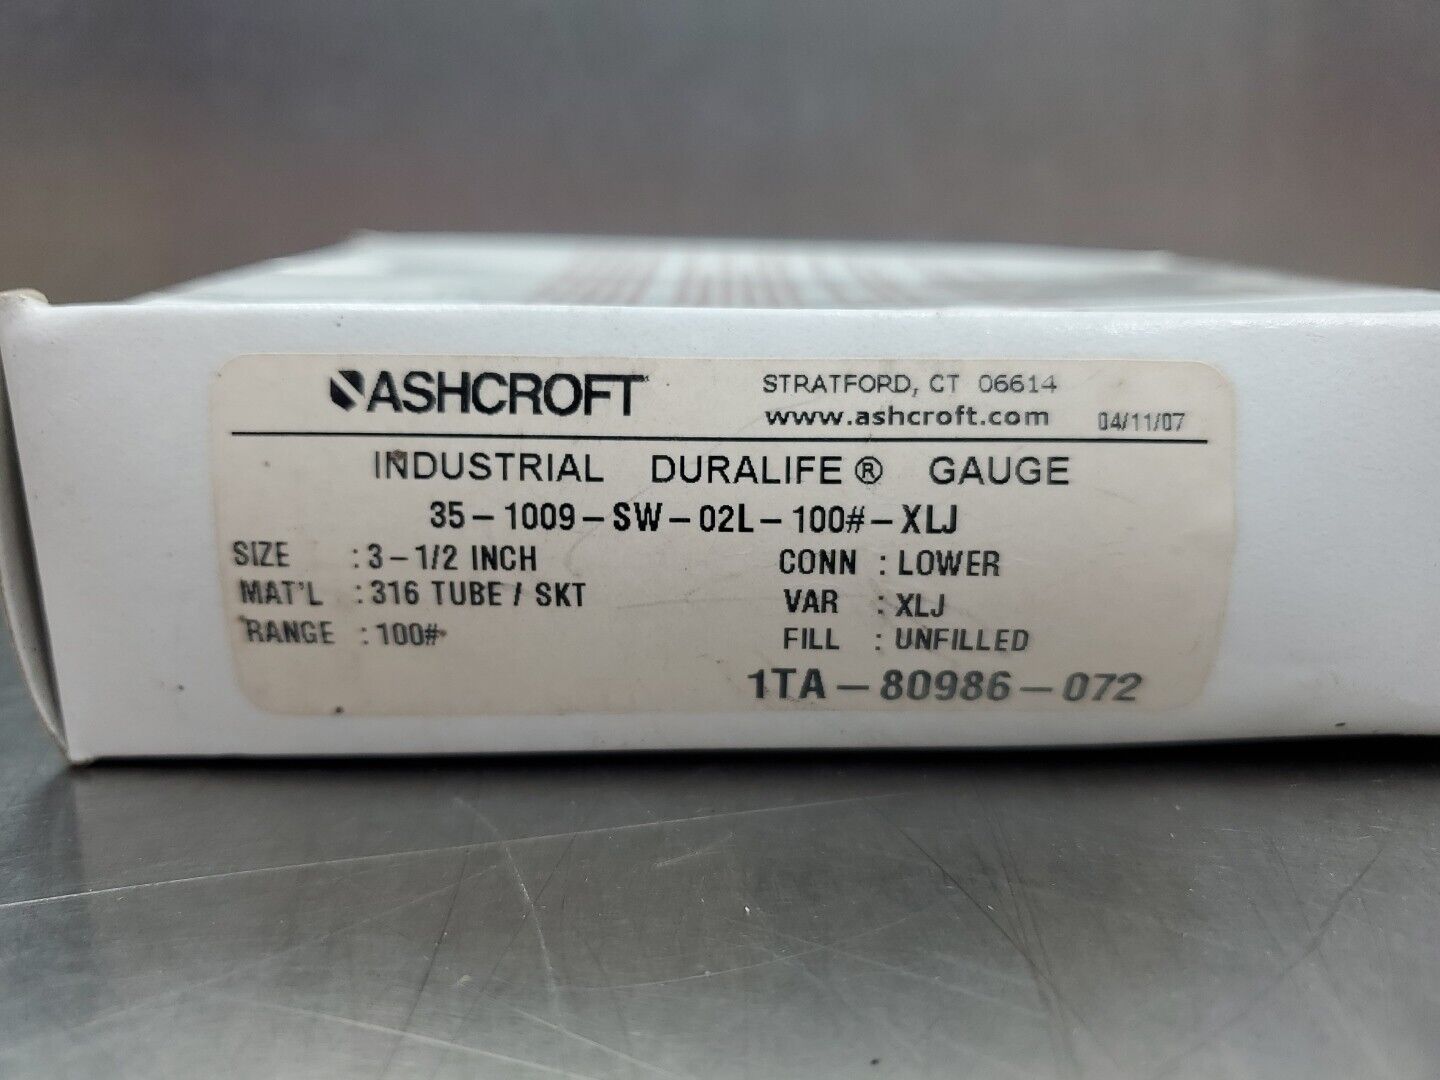 ASHCROFT
STRATFORD, CT 06614
www.ashcroft.com 04/11/07
INDUSTRIAL DURALIFE® GAUGE
35-1009-SW-02L-100#-XLJ
SIZE : 3-1/2 INCH CONN : LOWER
MAT'L : 316 TUBE / SKT VAR : XLJ
RANGE : 100# FILL : UNFILLED
1TA-80986-072